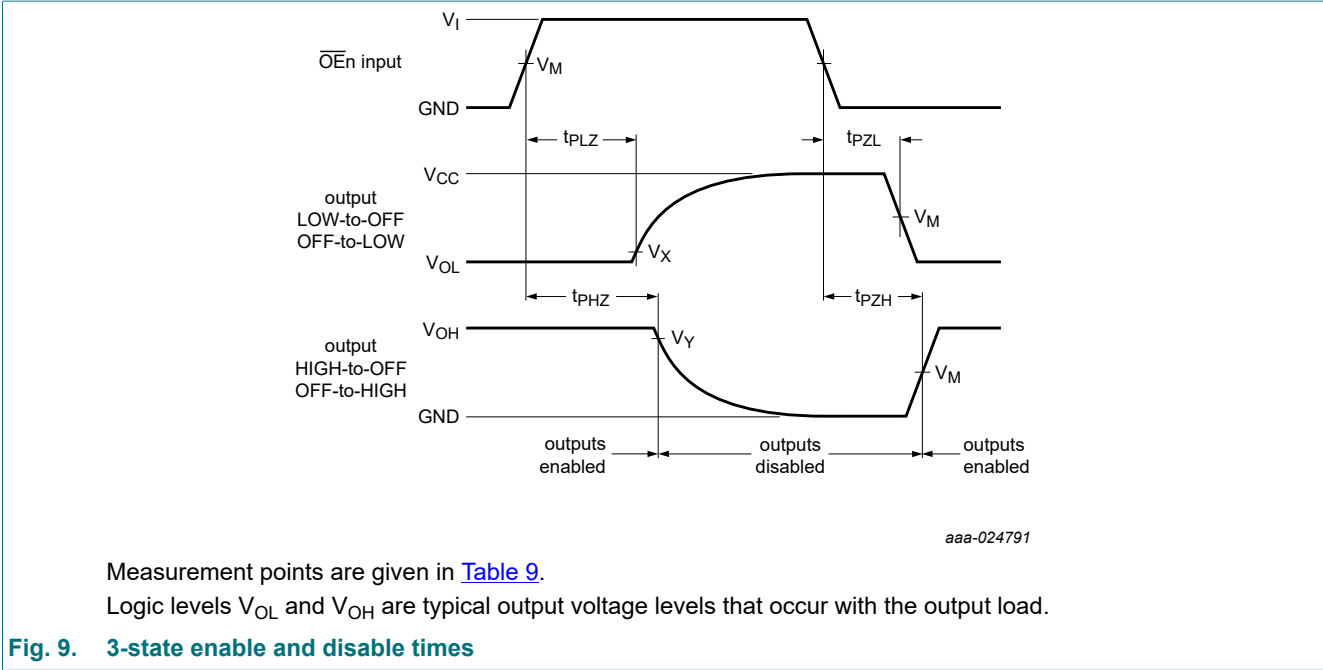 V_I
O̅E̅n input
V_M
GND
t_PLZ
t_PZL
V_CC
output
LOW-to-OFF
OFF-to-LOW
V_M
V_X
V_OL
t_PHZ
t_PZH
V_OH
output
HIGH-to-OFF
OFF-to-HIGH
V_Y
V_M
GND
outputs
enabled
outputs
disabled
outputs
enabled
aaa-024791
Measurement points are given in Table 9.
Logic levels V_OL and V_OH are typical output voltage levels that occur with the output load.
Fig. 9. 3-state enable and disable times